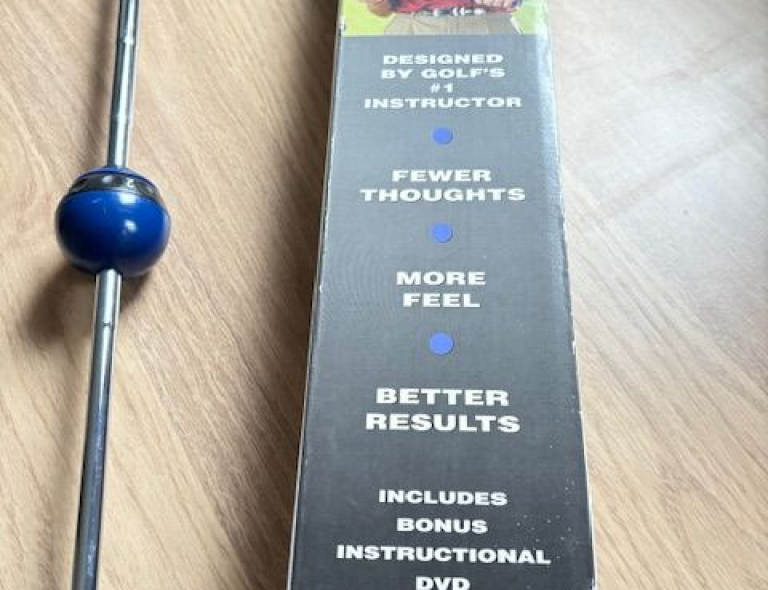 DESIGNED
BY GOLF'S
#1
INSTRUCTOR
FEWER
THOUGHTS
MORE
FEEL
BETTER
RESULTS
INCLUDES
BONUS
INSTRUCTIONAL
DVD